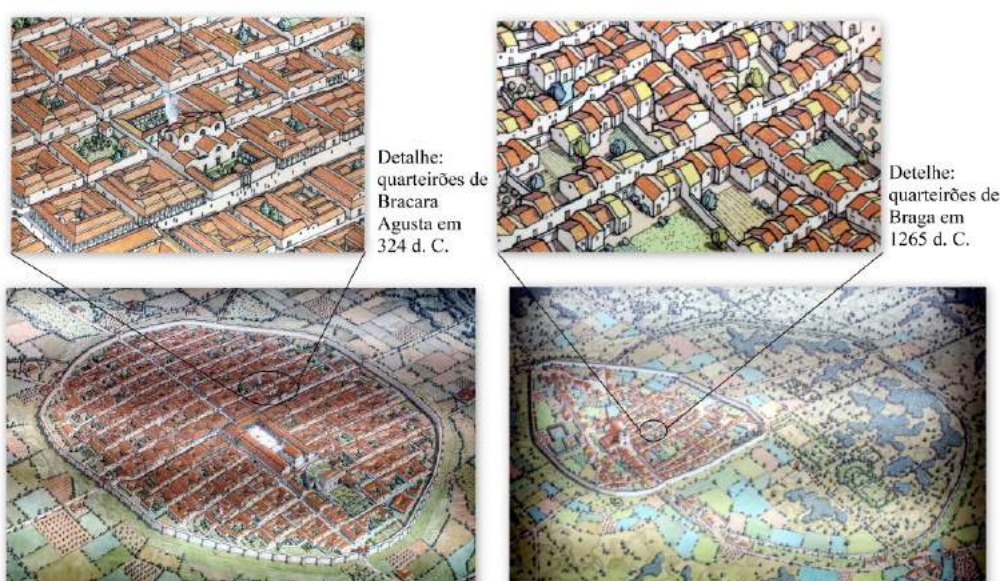 Detalhe:
quarteirões de
Bracara
Agusta em
324 d. C.
Detelhe:
quarteirões de
Braga em
1265 d. C.